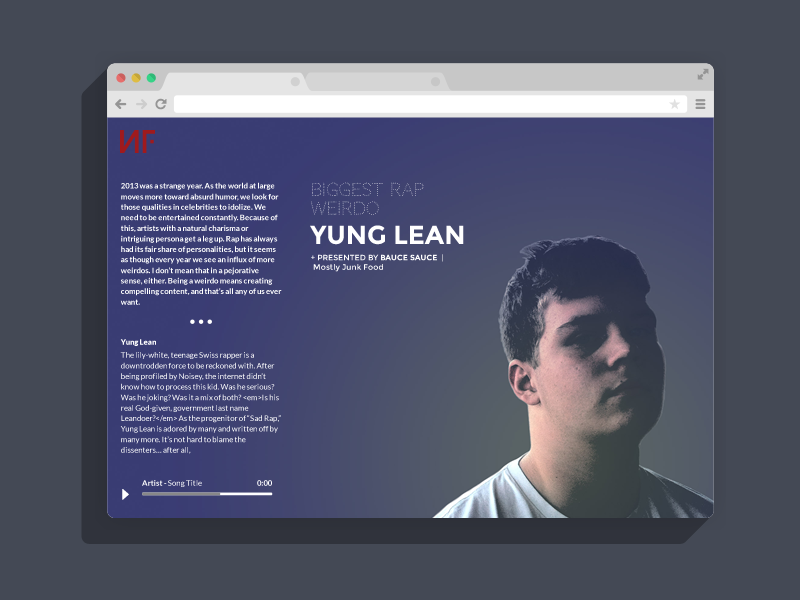 ИF
2013 was a strange year. As the world at large
moves more toward absurd humor, we look for
those qualities in celebrities to idolize. We
need to be entertained constantly. Because of
this, artists with a natural charisma or
intriguing persona get a leg up. Rap has always
had its fair share of personalities, but it seems
as though every year we see an influx of more
weirdos. I don't mean that in a pejorative
sense, either. Being a weirdo means creating
compelling content, and that's all any of us ever
want.
Yung Lean
The lily-white, teenage Swiss rapper is a
downtrodden force to be reckoned with. After
being profiled by Noisey, the internet didn't
know how to process this kid. Was he serious?
Was he joking? Was it a mix of both? <em>Is his
real God-given, government last name
Leandoer?</em> As the progenitor of "Sad Rap,"
Yung Lean is adored by many and written off by
many more. It's not hard to blame the
dissenters... after all,
Artist - Song Title 0:00
BIGGEST RAP
WEIRDO
YUNG LEAN
+ PRESENTED BY BAUCE SAUCE |
Mostly Junk Food